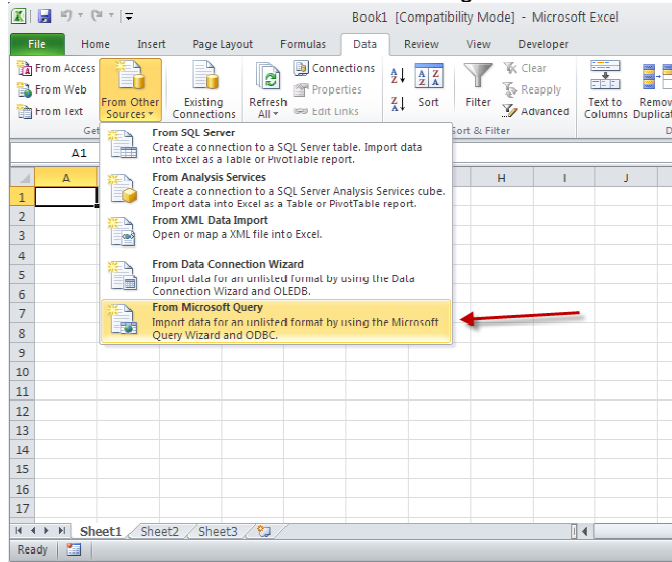 Book1 [Compatibility Mode] - Microsoft Excel
File Home Insert Page Layout Formulas Data Review View Developer
From Access
From Web
From Text
From Other
Sources
Existing
Connections
Refresh
All
Connections
Properties
Edit Links
Sort
Filter
Clear
Reapply
Advanced
Text to
Columns
A1
Sort & Filter
From SQL Server
Create a connection to a SQL Server table. Import data
into Excel as a Table or PivotTable report.
From Analysis Services
Create a connection to a SQL Server Analysis Services cube.
Import data into Excel as a Table or PivotTable report.
From XML Data Import
Open or map a XML file into Excel.
From Data Connection Wizard
Import data for an unlisted format by using the Data
Connection Wizard and OLEDB.
From Microsoft Query
Import data for an unlisted format by using the Microsoft
Query Wizard and ODBC.
A H I J
1
2
3
4
5
6
7
8
9
10
11
12
13
14
15
16
17
Sheet1 Sheet2 Sheet3
Ready